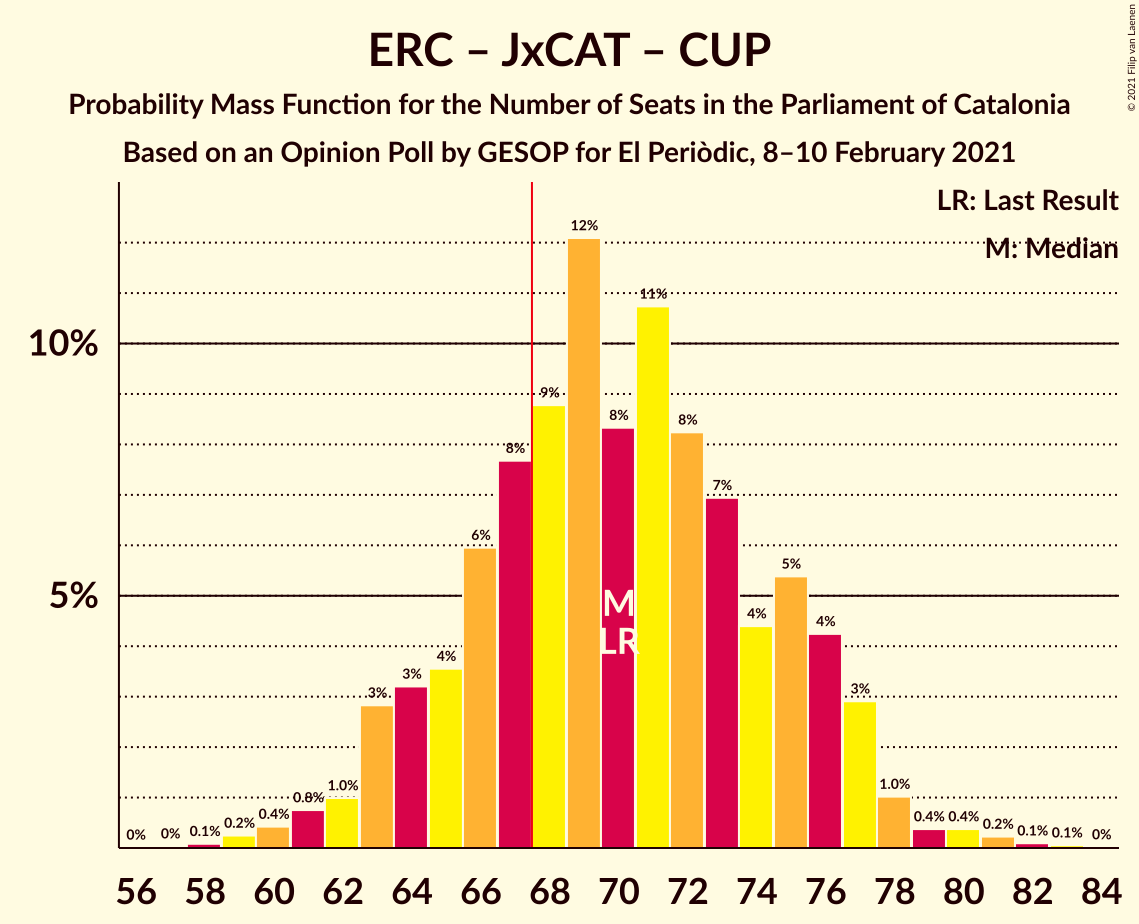 ERC – JxCAT – CUP
Probability Mass Function for the Number of Seats in the Parliament of Catalonia
Based on an Opinion Poll by GESOP for El Periòdic, 8–10 February 2021
© 2021 Filip van Laenen
LR: Last Result
M: Median
10%
5%
0% 0% 0.1% 0.2% 0.4% 0.8% 1.0% 3% 3% 4% 6% 8% 9% 12% 8% 11% 8% 7% 4% 5% 4% 3% 1.0% 0.4% 0.4% 0.2% 0.1% 0.1% 0%
M
LR
56 58 60 62 64 66 68 70 72 74 76 78 80 82 84